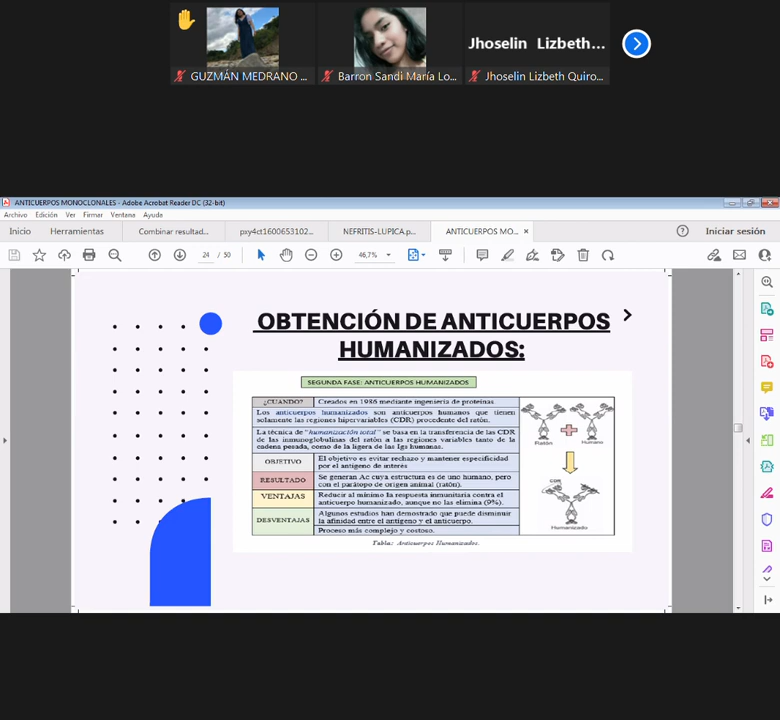 Jhoselin Lizbeth...
GUZMÁN MEDRANO ...
Barron Sandi María Lo...
Jhoselin Lizbeth Quiro...
ANTICUERPOS MONOCLONALES - Adobe Acrobat Reader DC (32-bit)
Archivo Edición Ver Firmar Ventana Ayuda
Inicio Herramientas Combinar resultad... psy4ct1600653102... NEFRITIS-LUPICA.p... ANTICUERPOS MO... × Iniciar sesión
24 / 50 46,7%
OBTENCIÓN DE ANTICUERPOS
HUMANIZADOS:
SEGUNDA FASE: ANTICUERPOS HUMANIZADOS
¿CUANDO? Creados en 1986 mediante ingeniería de proteínas.
Los anticuerpos humanizados son anticuerpos humanos que tienen
solamente las regiones hipervariables (CDR) procedente del ratón.
La técnica de "humanización total" se basa en la transferencia de las CDR
de las inmunoglobulinas del ratón a las regiones variables tanto de la
cadena pesada, como de la ligera de las Igs humanas.
OBJETIVO El objetivo es evitar rechazo y mantener especificidad
por el antígeno de interés
RESULTADO Se generan Ac cuya estructura es de uno humano, pero
con el parátopo de origen animal (ratón).
VENTAJAS Reducir al mínimo la respuesta inmunitaria contra el
anticuerpo humanizado, aunque no las elimina (9%).
DESVENTAJAS Algunos estudios han demostrado que puede disminuir
la afinidad entre el antígeno y el anticuerpo.
Proceso más complejo y costoso.
Ratón Humano
CDR
Humanizado
Tabla: Anticuerpos Humanizados.